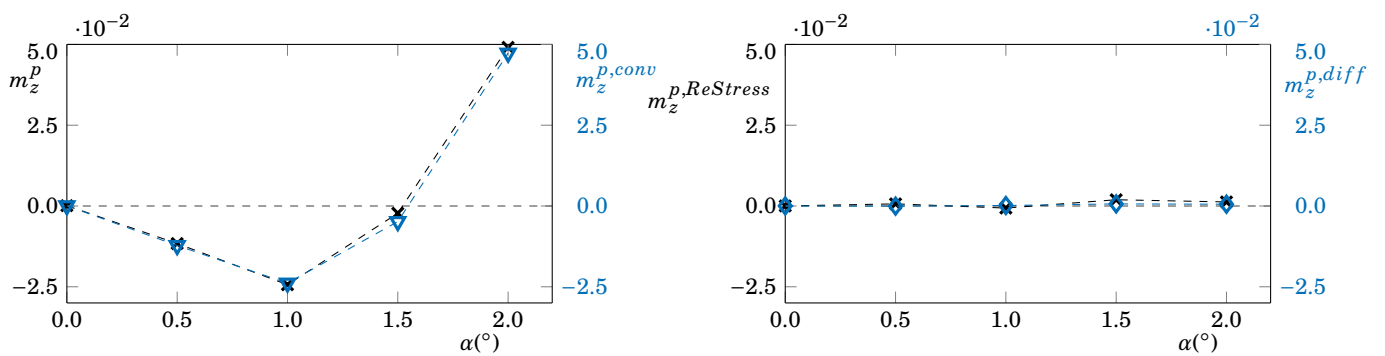 ·10⁻² ·10⁻² ·10⁻²
5.0 5.0 5.0 5.0
m_z^p m_z^{p,conv} m_z^{p,ReStress} m_z^{p,diff}
2.5 2.5 2.5 2.5
0.0 0.0 0.0 0.0
−2.5 −2.5 −2.5 −2.5
0.0 0.5 1.0 1.5 2.0 0.0 0.5 1.0 1.5 2.0
α(°) α(°)